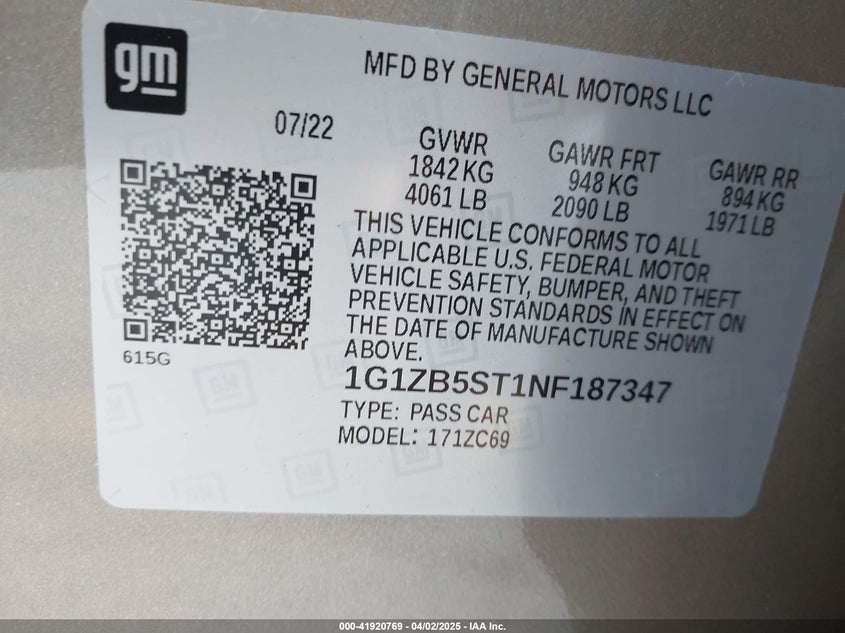 gm
MFD BY GENERAL MOTORS LLC
07/22
GVWR
1842 KG
4061 LB
GAWR FRT
948 KG
2090 LB
GAWR RR
894 KG
1971 LB
THIS VEHICLE CONFORMS TO ALL
APPLICABLE U.S. FEDERAL MOTOR
VEHICLE SAFETY, BUMPER, AND THEFT
PREVENTION STANDARDS IN EFFECT ON
THE DATE OF MANUFACTURE SHOWN
ABOVE.
615G
1G1ZB5ST1NF187347
TYPE: PASS CAR
MODEL: 171ZC69
000-41920769 - 04/02/2025 - IAA Inc.